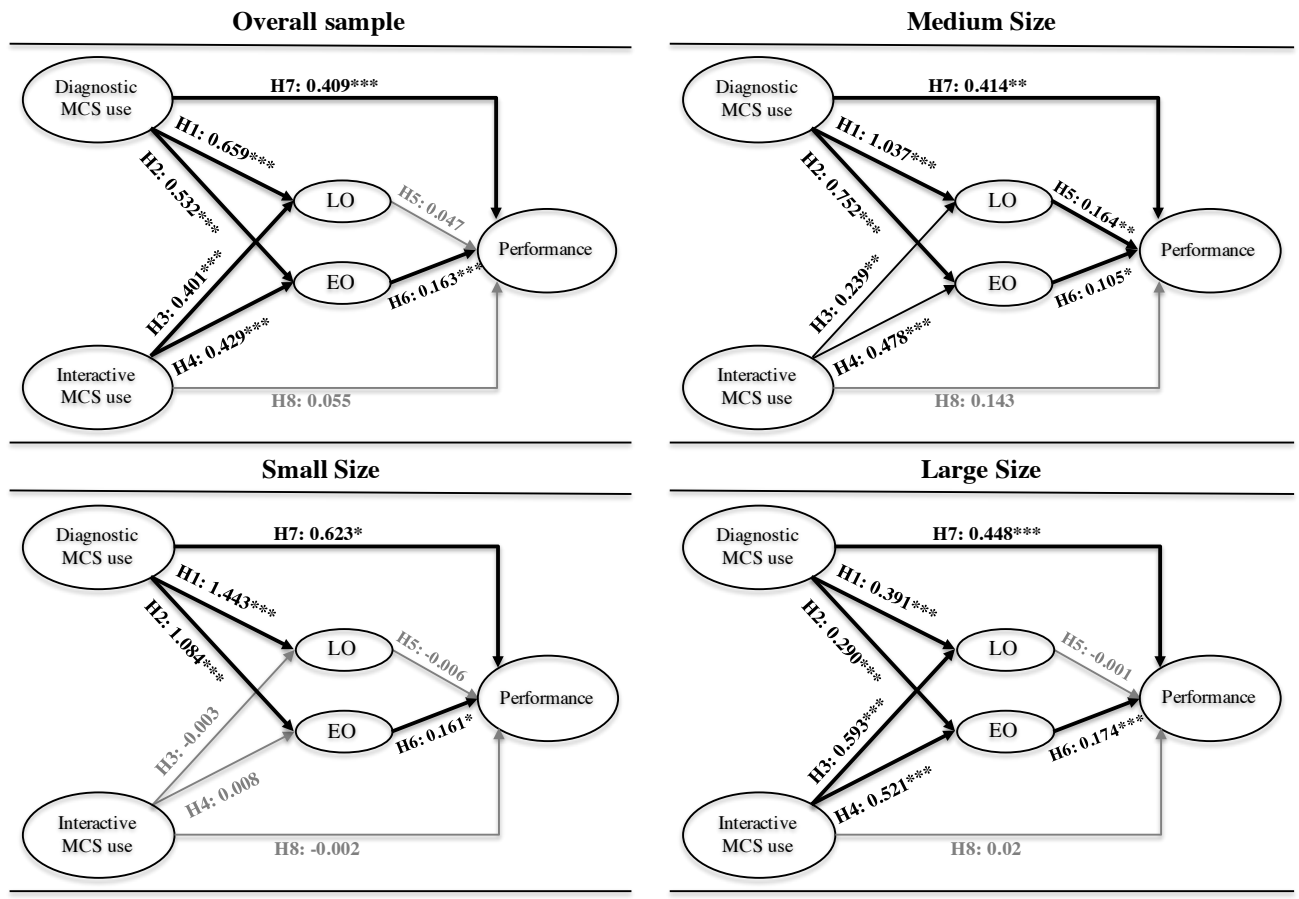 Overall sample
Diagnostic
MCS use
H7: 0.409***
H1: 0.659***
H2: 0.532***
LO
H5: 0.047
Performance
EO
H6: 0.163***
H3: 0.401***
H4: 0.429***
Interactive
MCS use
H8: 0.055
Medium Size
Diagnostic
MCS use
H7: 0.414**
H1: 1.037***
H2: 0.752***
LO
H5: 0.164**
Performance
EO
H6: 0.105*
H3: 0.239**
H4: 0.478***
Interactive
MCS use
H8: 0.143
Small Size
Diagnostic
MCS use
H7: 0.623*
H1: 1.443***
H2: 1.084***
LO
H5: -0.006
Performance
EO
H6: 0.161*
H3: -0.003
H4: 0.008
Interactive
MCS use
H8: -0.002
Large Size
Diagnostic
MCS use
H7: 0.448***
H1: 0.391***
H2: 0.290***
LO
H5: -0.001
Performance
EO
H6: 0.174***
H3: 0.593***
H4: 0.521***
Interactive
MCS use
H8: 0.02